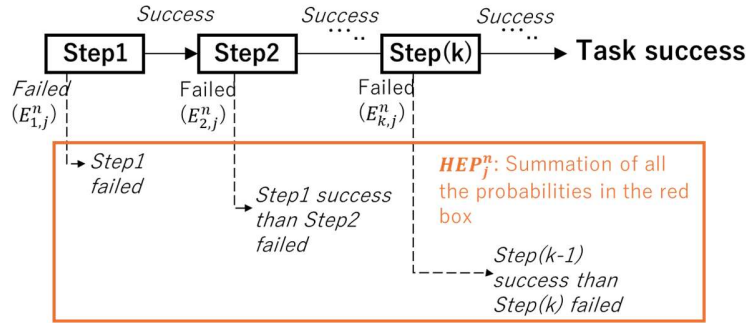 Success
Success
Success
Step1
Step2
.....
Step(k)
.....
Task success
Failed
(E^n_{1,j})
Failed
(E^n_{2,j})
Failed
(E^n_{k,j})
Step1
failed
HEP^n_j: Summation of all
the probabilities in the red
box
Step1 success
than Step2
failed
Step(k-1)
success than
Step(k) failed